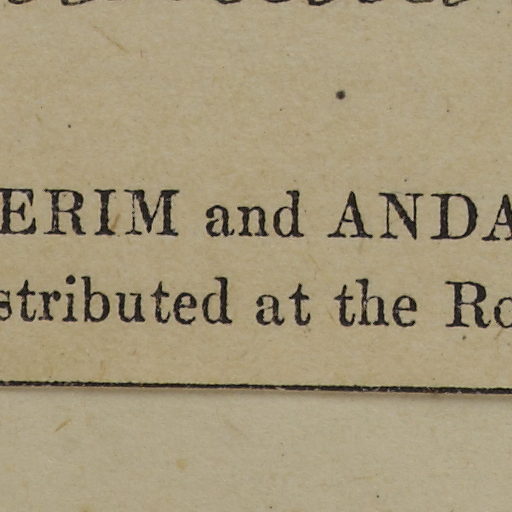 ERIM and ANDA
stributed at the Ro